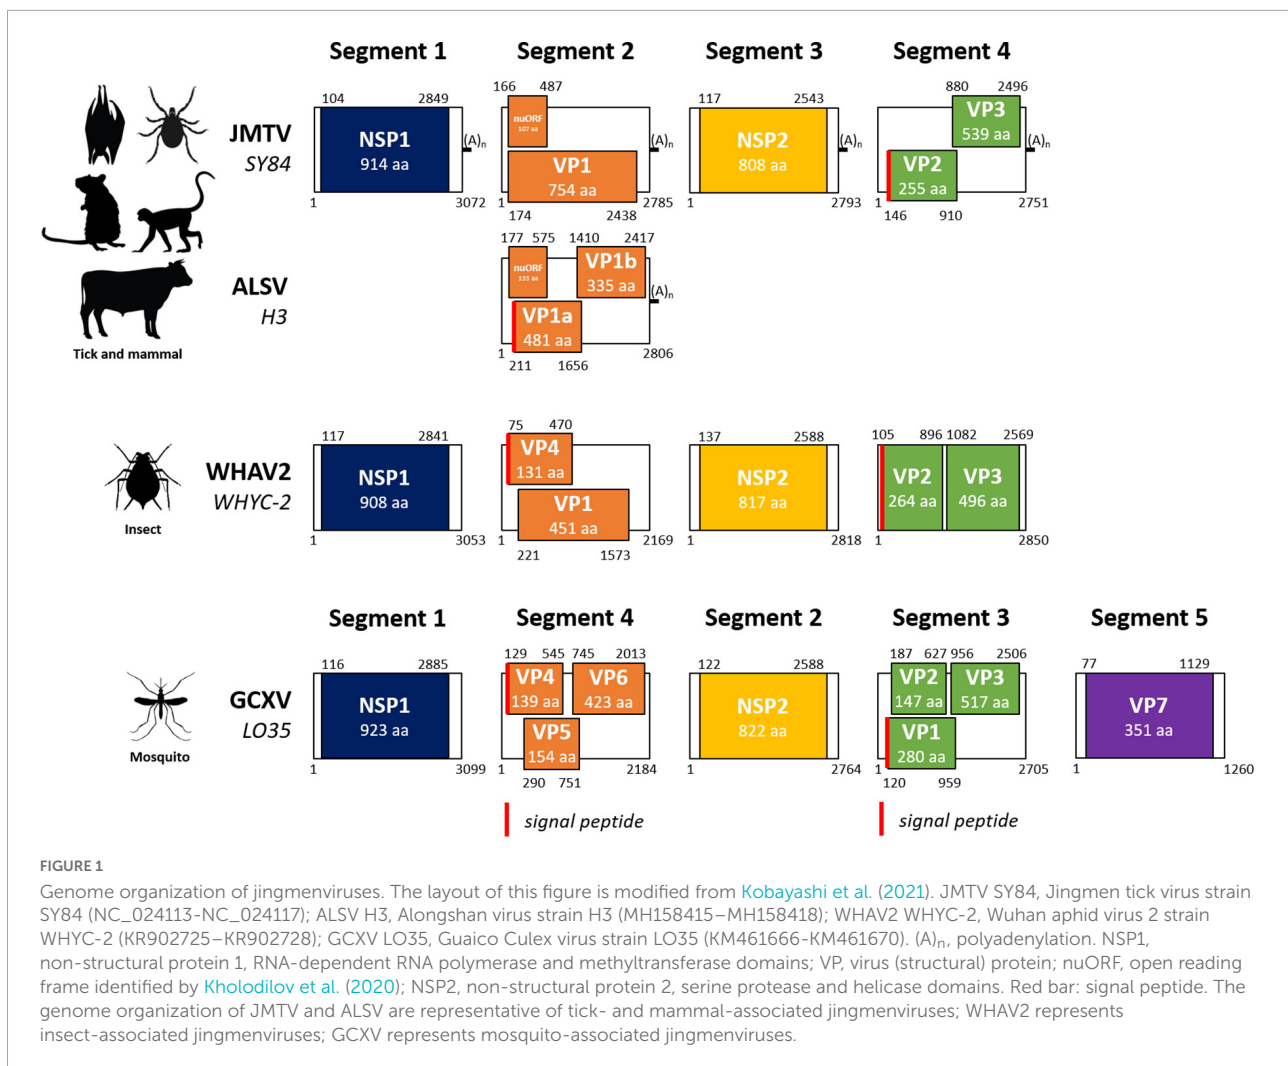 Segment 1 Segment 2 Segment 3 Segment 4
104 2849 166 487 117 2543 880 2496
JMTV
SY84
NSP1
914 aa
(A)n
1 3072
nuORF
107 aa
VP1
754 aa
(A)n
1 2785
174 2438
NSP2
808 aa
(A)n
1 2793
VP3
539 aa
VP2
255 aa
(A)n
1 2751
146 910
ALSV
H3
177 575 1410 2417
nuORF
VP1b
335 aa
VP1a
481 aa
(A)n
1 2806
211 1656
Tick and mammal
117 2841 75 470 137 2588 105 896 1082 2569
WHAV2
WHYC-2
NSP1
908 aa
1 3053
VP4
131 aa
VP1
451 aa
1 2169
221 1573
NSP2
817 aa
1 2818
VP2
264 aa
VP3
496 aa
1 2850
Insect
Segment 1 Segment 4 Segment 2 Segment 3 Segment 5
116 2885 129 545 745 2013 122 2588 187 627 956 2506 77 1129
GCXV
LO35
NSP1
923 aa
1 3099
VP4
139 aa
VP6
423 aa
VP5
154 aa
1 2184
290 751
NSP2
822 aa
1 2764
VP2
147 aa
VP3
517 aa
VP1
280 aa
1 2705
120 959
VP7
351 aa
1 1260
Mosquito
signal peptide signal peptide
FIGURE 1
Genome organization of jingmenviruses. The layout of this figure is modified from Kobayashi et al. (2021). JMTV SY84, Jingmen tick virus strain
SY84 (NC_024113-NC_024117); ALSV H3, Alongshan virus strain H3 (MH158415–MH158418); WHAV2 WHYC-2, Wuhan aphid virus 2 strain
WHYC-2 (KR902725–KR902728); GCXV LO35, Guaico Culex virus strain LO35 (KM461666-KM461670). (A)n, polyadenylation. NSP1,
non-structural protein 1, RNA-dependent RNA polymerase and methyltransferase domains; VP, virus (structural) protein; nuORF, open reading
frame identified by Kholodilov et al. (2020); NSP2, non-structural protein 2, serine protease and helicase domains. Red bar: signal peptide. The
genome organization of JMTV and ALSV are representative of tick- and mammal-associated jingmenviruses; WHAV2 represents
insect-associated jingmenviruses; GCXV represents mosquito-associated jingmenviruses.